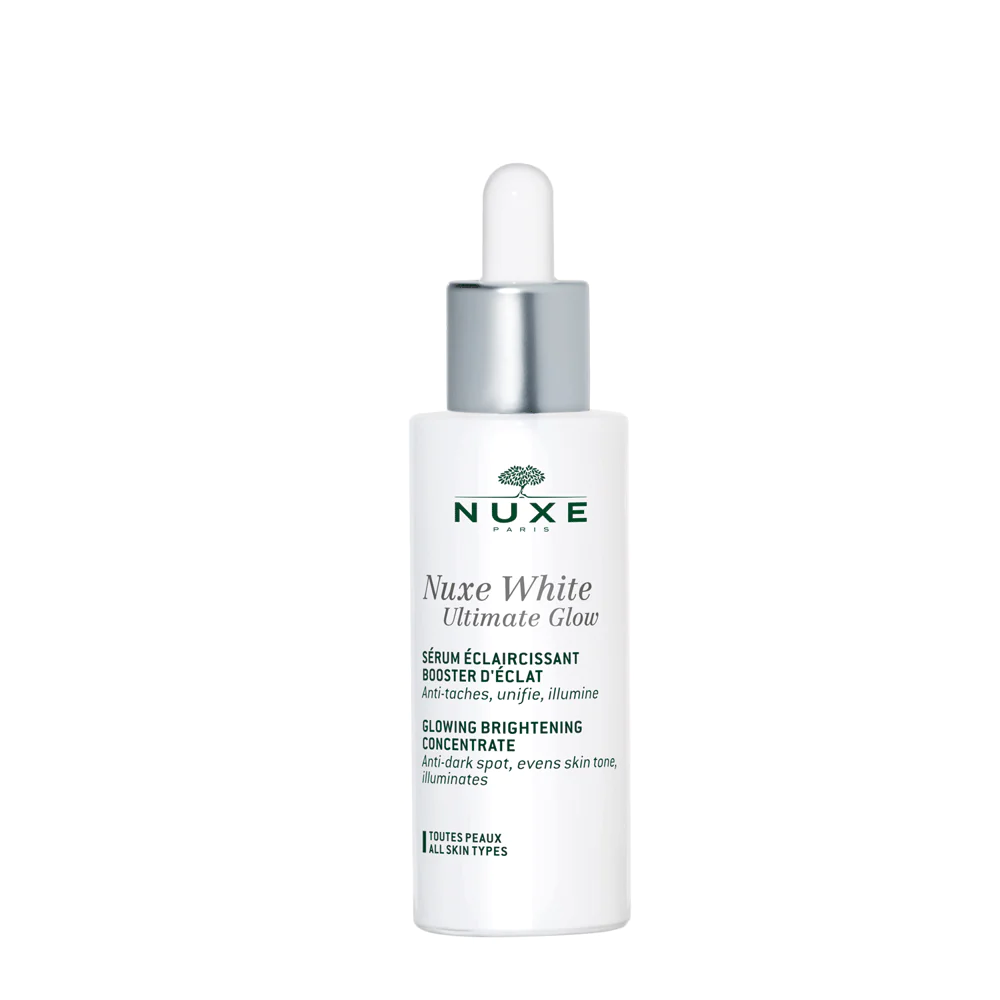 NUXE
PARIS
Nuxe White
Ultimate Glow
SÉRUM ÉCLAIRCISSANT
BOOSTER D'ÉCLAT
Anti-taches, unifie, illumine
GLOWING BRIGHTENING
CONCENTRATE
Anti-dark spot, evens skin tone,
illuminates
TOUTES PEAUX
ALL SKIN TYPES